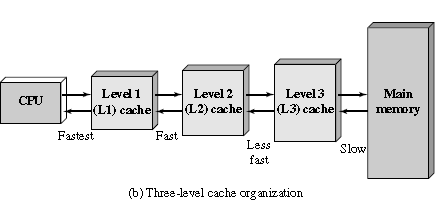 CPU
Level 1
(L1) cache
Level 2
(L2) cache
Level 3
(L3) cache
Main
memory
Fastest
Fast
Less
fast
Slow
(b) Three-level cache organization